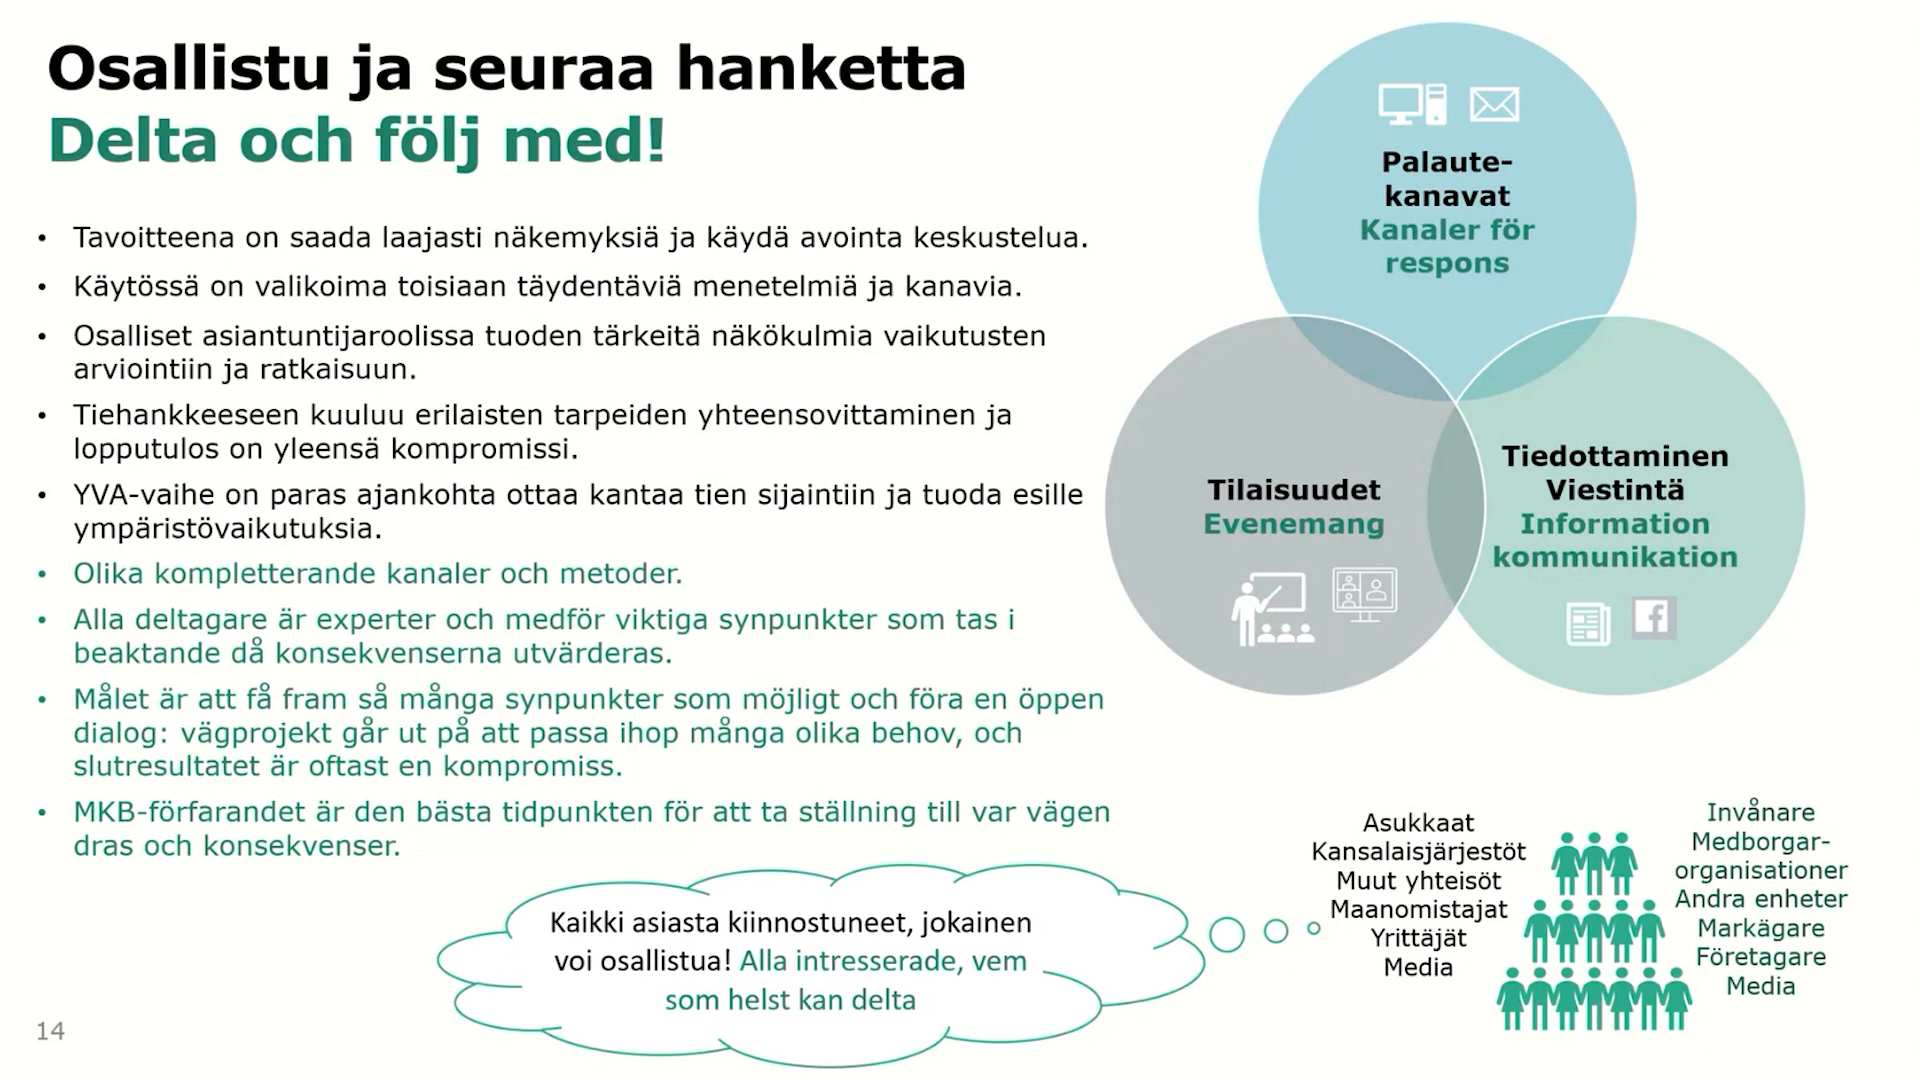 Osallistu ja seuraa hanketta
Delta och följ med!
• Tavoitteena on saada laajasti näkemyksiä ja käydä avointa keskustelua.
• Käytössä on valikoima toisiaan täydentäviä menetelmiä ja kanavia.
• Osalliset asiantuntijaroolissa tuoden tärkeitä näkökulmia vaikutusten
arviointiin ja ratkaisuun.
• Tiehankkeeseen kuuluu erilaisten tarpeiden yhteensovittaminen ja
lopputulos on yleensä kompromissi.
• YVA-vaihe on paras ajankohta ottaa kantaa tien sijaintiin ja tuoda esille
ympäristövaikutuksia.
• Olika kompletterande kanaler och metoder.
• Alla deltagare är experter och medför viktiga synpunkter som tas i
beaktande då konsekvenserna utvärderas.
• Målet är att få fram så många synpunkter som möjligt och föra en öppen
dialog: vägprojekt går ut på att passa ihop många olika behov, och
slutresultatet är oftast en kompromiss.
• MKB-förfarandet är den bästa tidpunkten för att ta ställning till var vägen
dras och konsekvenser.
Palaute-
kanavat
Kanaler för
respons
Tilaisuudet
Evenemang
Tiedottaminen
Viestintä
Information
kommunikation
f
Kaikki asiasta kiinnostuneet, jokainen
voi osallistua! Alla intresserade, vem
som helst kan delta
Asukkaat
Kansalaisjärjestöt
Muut yhteisöt
Maanomistajat
Yrittäjät
Media
Invånare
Medborgar-
organisationer
Andra enheter
Markägare
Företagare
Media
14